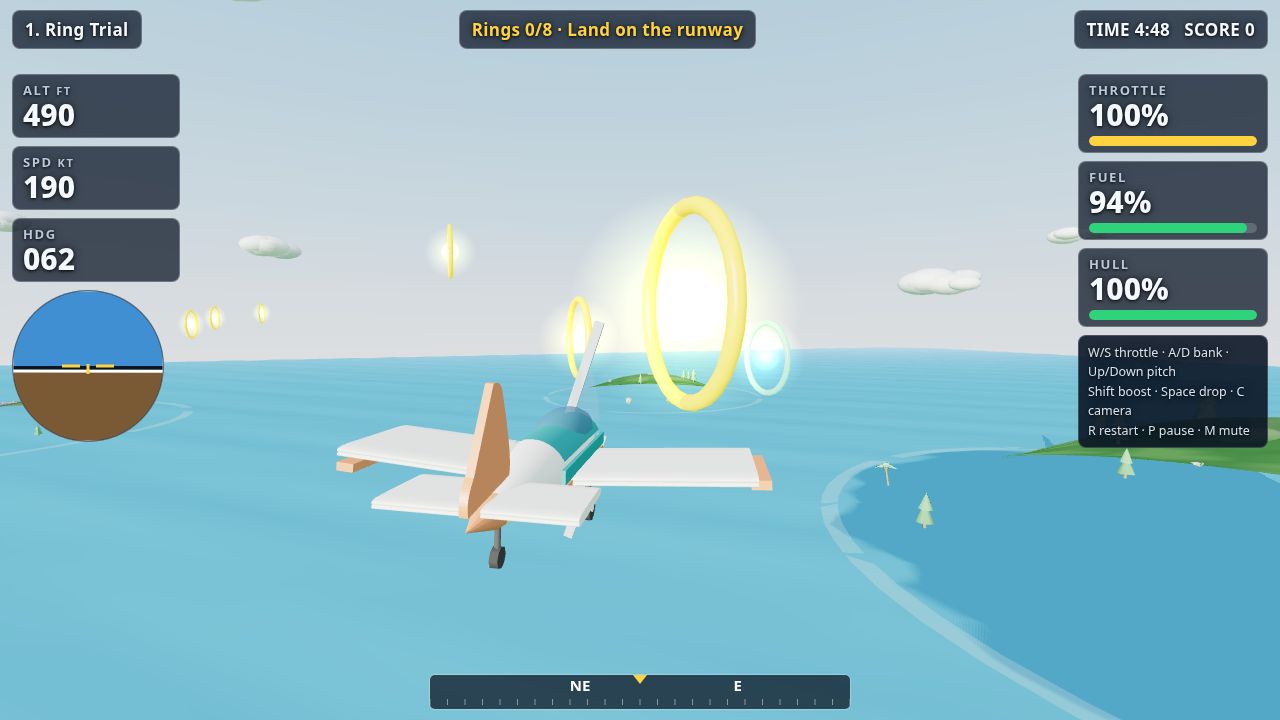 1. Ring Trial
Rings 0/8 · Land on the runway
TIME 4:48 SCORE 0
ALT FT
490
SPD KT
190
HDG
062
THROTTLE
100%
FUEL
94%
HULL
100%
W/S throttle · A/D bank ·
Up/Down pitch
Shift boost · Space drop · C
camera
R restart · P pause · M mute
NE E